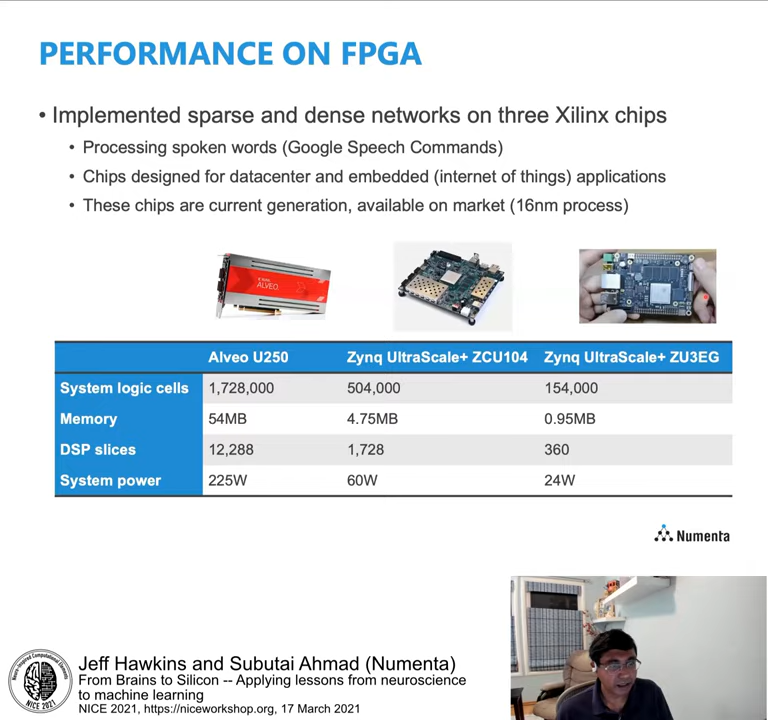 PERFORMANCE ON FPGA
• Implemented sparse and dense networks on three Xilinx chips
• Processing spoken words (Google Speech Commands)
• Chips designed for datacenter and embedded (internet of things) applications
• These chips are current generation, available on market (16nm process)
ALVEO
Alveo U250 Zynq UltraScale+ ZCU104 Zynq UltraScale+ ZU3EG
System logic cells 1,728,000 504,000 154,000
Memory 54MB 4.75MB 0.95MB
DSP slices 12,288 1,728 360
System power 225W 60W 24W
Numenta
Jeff Hawkins and Subutai Ahmad (Numenta)
From Brains to Silicon -- Applying lessons from neuroscience
to machine learning
NICE 2021, https://niceworkshop.org, 17 March 2021
Neuro-Inspired Computational Elements
NICE 2021